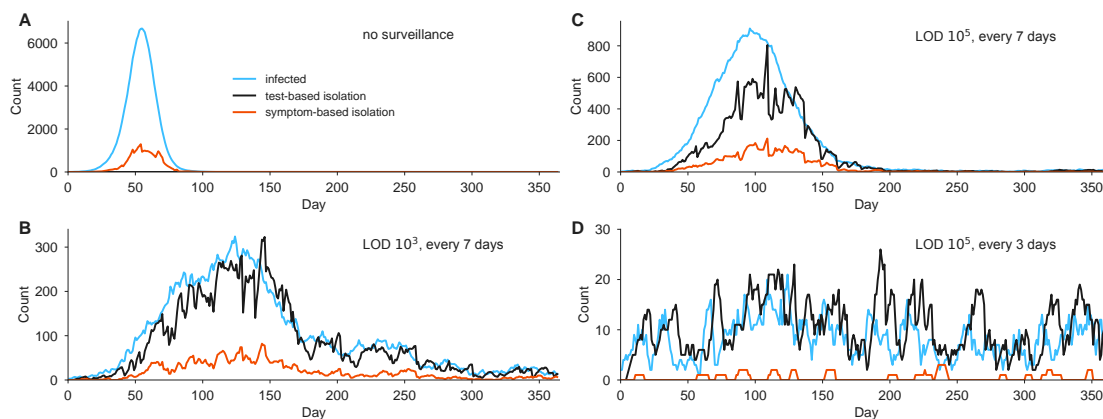 A
no surveillance
Count
6000
4000
2000
0
infected
test-based isolation
symptom-based isolation
0 50 100 150 200 250 300 350
Day
B
LOD 10³, every 7 days
Count
300
200
100
0
0 50 100 150 200 250 300 350
Day
C
LOD 10⁵, every 7 days
Count
800
600
400
200
0
0 50 100 150 200 250 300 350
Day
D
LOD 10⁵, every 3 days
Count
30
20
10
0
0 50 100 150 200 250 300 350
Day